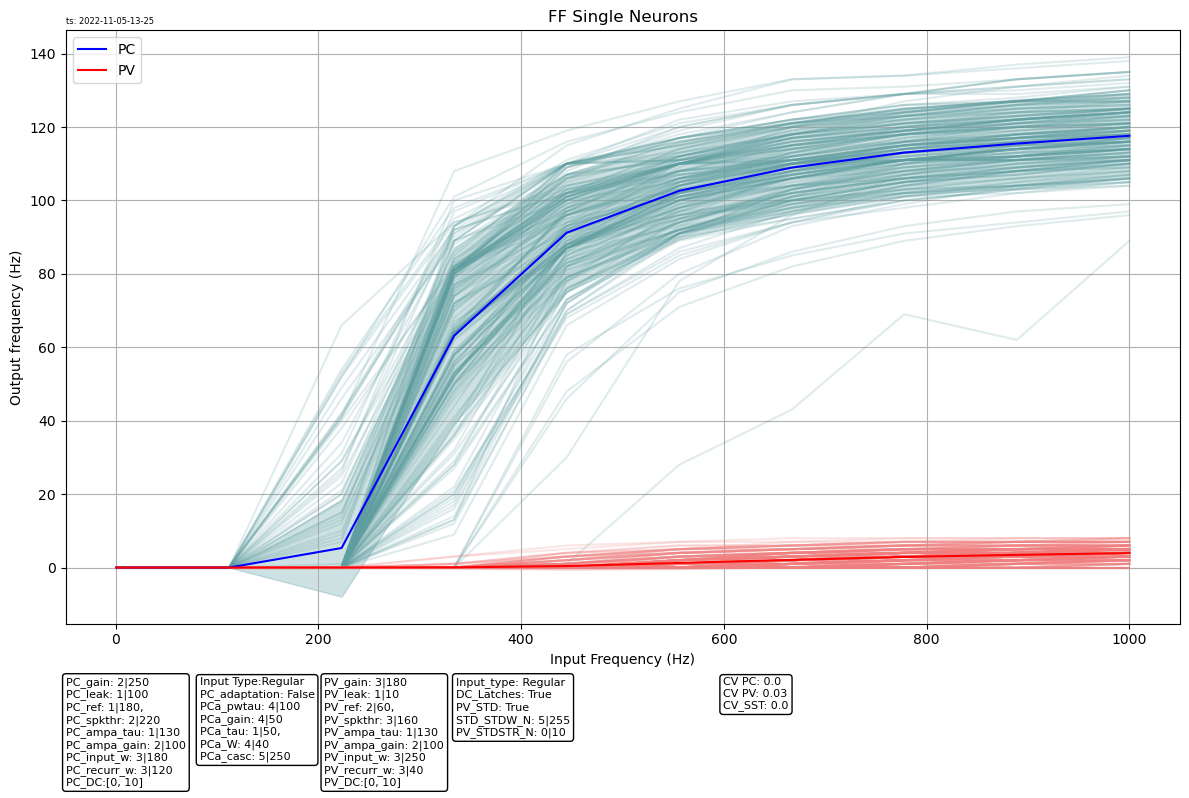 ts: 2022-11-05-13-25
FF Single Neurons
PC
PV
Output frequency (Hz)
140
120
100
80
60
40
20
0
0 200 400 600 800 1000
Input Frequency (Hz)
PC_gain: 2|250
PC_leak: 1|100
PC_ref: 1|180,
PC_spkthr: 2|220
PC_ampa_tau: 1|130
PC_ampa_gain: 2|100
PC_input_w: 3|180
PC_recurr_w: 3|120
PC_DC:[0, 10]
Input Type:Regular
PC_adaptation: False
PCa_pwtau: 4|100
PCa_gain: 4|50
PCa_tau: 1|50,
PCa_W: 4|40
PCa_casc: 5|250
PV_gain: 3|180
PV_leak: 1|10
PV_ref: 2|60,
PV_spkthr: 3|160
PV_ampa_tau: 1|130
PV_ampa_gain: 2|100
PV_input_w: 3|250
PV_recurr_w: 3|40
PV_DC:[0, 10]
Input_type: Regular
DC_Latches: True
PV_STD: True
STD_STDW_N: 5|255
PV_STDSTR_N: 0|10
CV PC: 0.0
CV PV: 0.03
CV_SST: 0.0